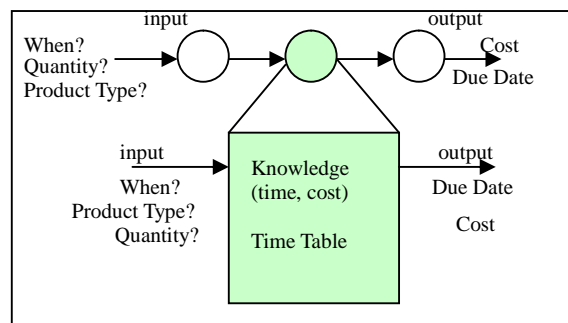 input
output
When?
Quantity?
Product Type?
Cost
Due Date
input
When?
Product Type?
Quantity?
Knowledge
(time, cost)
Time Table
output
Due Date
Cost